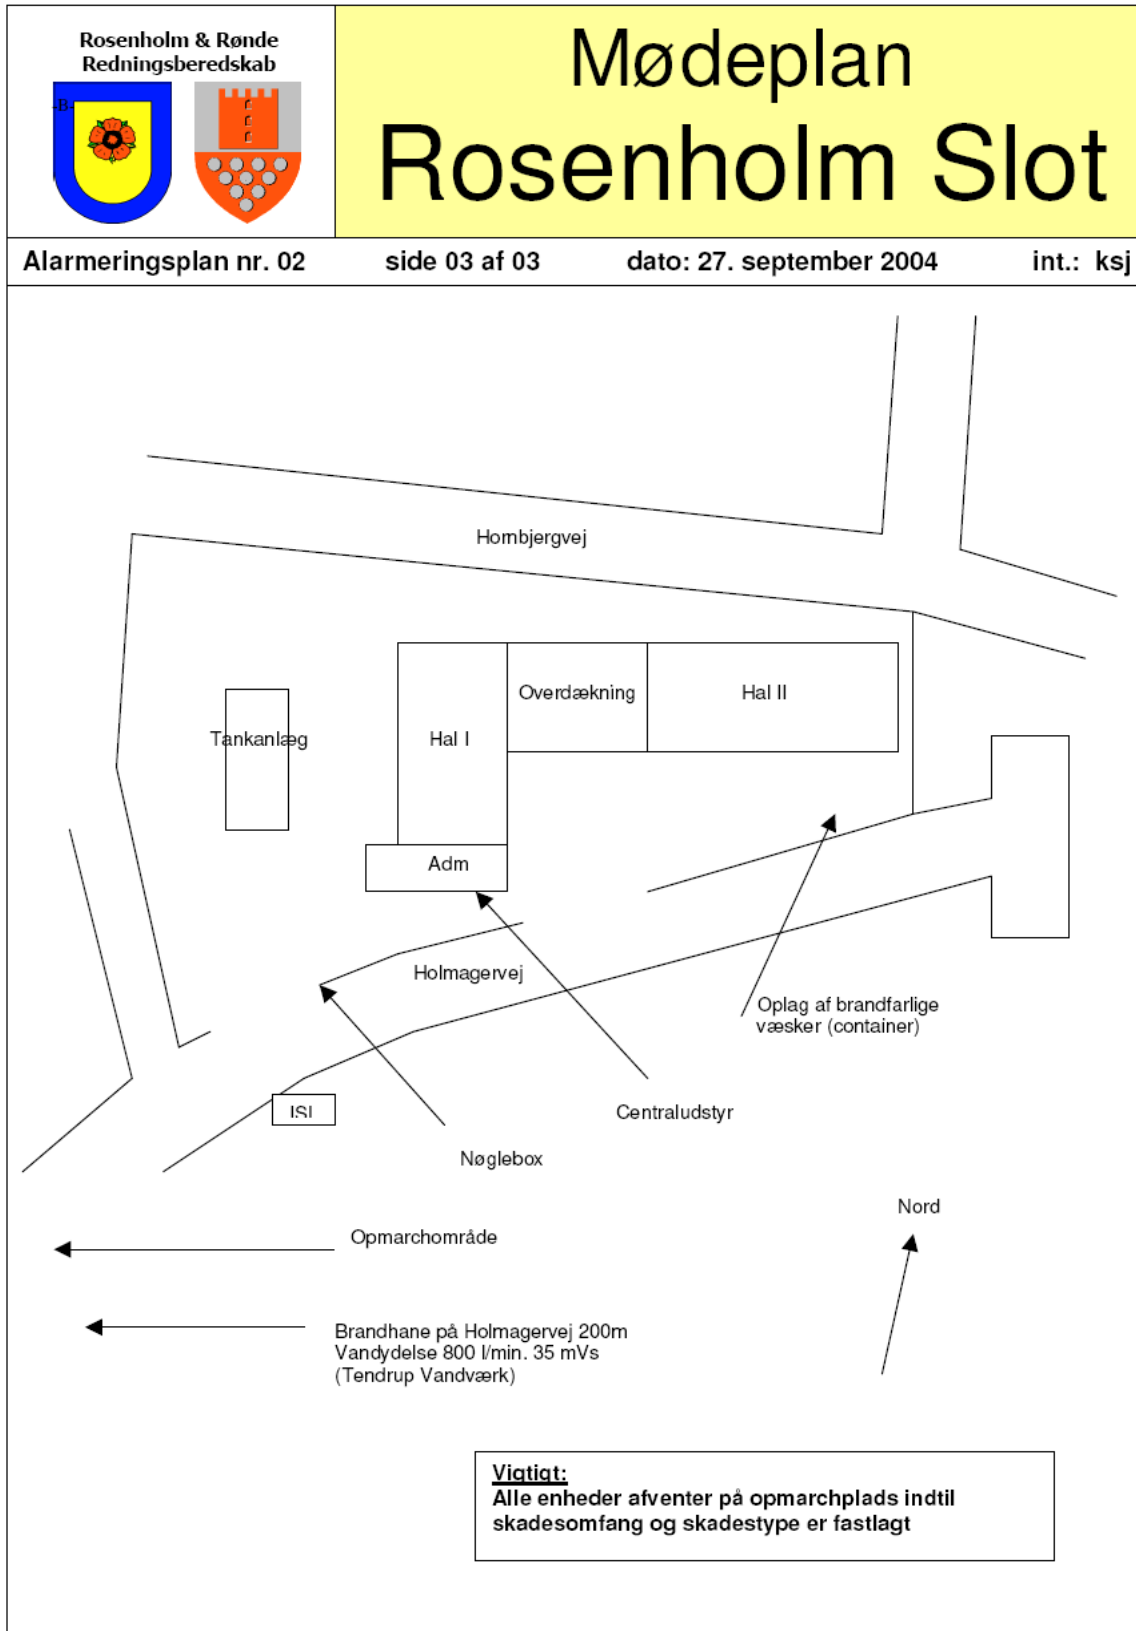 Rosenholm & Rønde
Redningsberedskab
-B-
Mødeplan
Rosenholm Slot
Alarmeringsplan nr. 02 side 03 af 03 dato: 27. september 2004 int.: ksj
Hornbjergvej
Tankanlæg
Hal I
Overdækning
Hal II
Adm
Holmagervej
Oplag af brandfarlige
væsker (container)
ISL
Centraludstyr
Nøglebox
Nord
Opmarchområde
Brandhane på Holmagervej 200m
Vandydelse 800 l/min. 35 mVs
(Tendrup Vandværk)
Vigtigt:
Alle enheder afventer på opmarchplads indtil
skadesomfang og skadestype er fastlagt